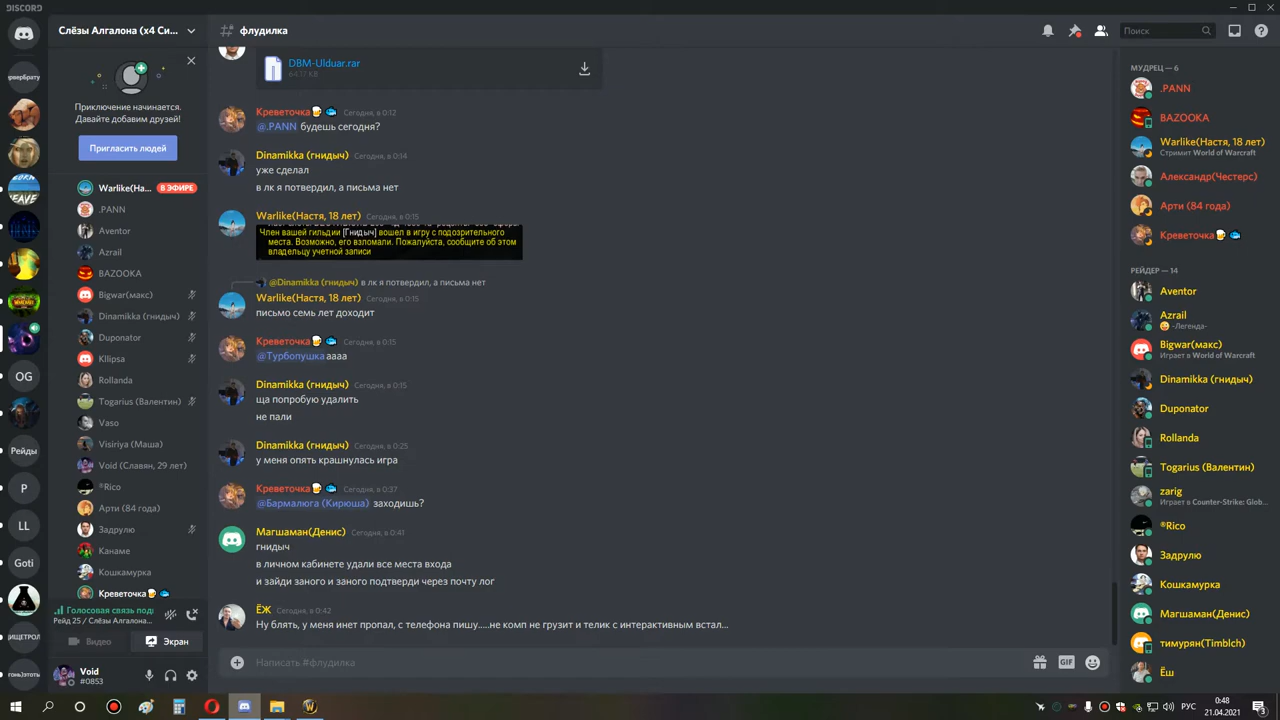 DISCORD
Слёзы Алгалона (x4 Си...
флудилка
Поиск
Приключение начинается.
Давайте добавим друзей!
Пригласить людей
Warlike(На...
В ЭФИРЕ
.PANN
Aventor
Azrail
BAZOOKA
Bigwar(макс)
Dinamikka (гнидыч)
Duponator
Kllipsa
Rollanda
Togarius (Валентин)
Vaso
Visiriya (Маша)
Void (Славян, 29 лет)
®Rico
Арти (84 года)
Задрулю
Канаме
Кошкамурка
Креветочка🍺🐟
Голосовая связь под
Рейд 25 / Слёзы Алгалона...
Видео
Экран
Void
#0853
OG
Рейды
P
LL
Goti
DBM-Ulduar.rar
Креветочка🍺🐟 Сегодня, в 0:12
@.PANN будешь сегодня?
Dinamikka (гнидыч) Сегодня, в 0:14
уже сделал
в лк я потвердил, а письма нет
Warlike(Настя, 18 лет) Сегодня, в 0:15
Член вашей гильдии [Гнидыч] вошел в игру с подозрительного
места. Возможно, его взломали. Пожалуйста, сообщите об этом
владельцу учетной записи
@Dinamikka (гнидыч) в лк я потвердил, а письма нет
Warlike(Настя, 18 лет) Сегодня, в 0:15
письмо семь лет доходит
Креветочка🍺🐟 Сегодня, в 0:15
@Турбопушка аааа
Dinamikka (гнидыч) Сегодня, в 0:15
ща попробую удалить
не пали
Dinamikka (гнидыч) Сегодня, в 0:25
у меня опять крашнулась игра
Креветочка🍺🐟 Сегодня, в 0:37
@Бармалюга (Кирюша) заходишь?
Магшаман(Денис) Сегодня, в 0:41
гнидыч
в личном кабинете удали все места входа
и зайди заного и заного подтверди через почту лог
ЁЖ Сегодня, в 0:42
Ну блять, у меня инет пропал, с телефона пишу.....не комп не грузит и телик с интерактивным встал...
Написать #флудилка
GIF
МУДРЕЦ — 6
.PANN
BAZOOKA
Warlike(Настя, 18 лет)
Стримит World of Warcraft
Александр(Честерс)
Арти (84 года)
Креветочка🍺🐟
РЕЙДЕР — 14
Aventor
Azrail
-Легенда-
Bigwar(макс)
Играет в World of Warcraft
Dinamikka (гнидыч)
Duponator
Rollanda
Togarius (Валентин)
zarig
Играет в Counter-Strike: Glob...
®Rico
Задрулю
Кошкамурка
Магшаман(Денис)
тимурян(Timblch)
Ёш
РУС
0:48
21.04.2021